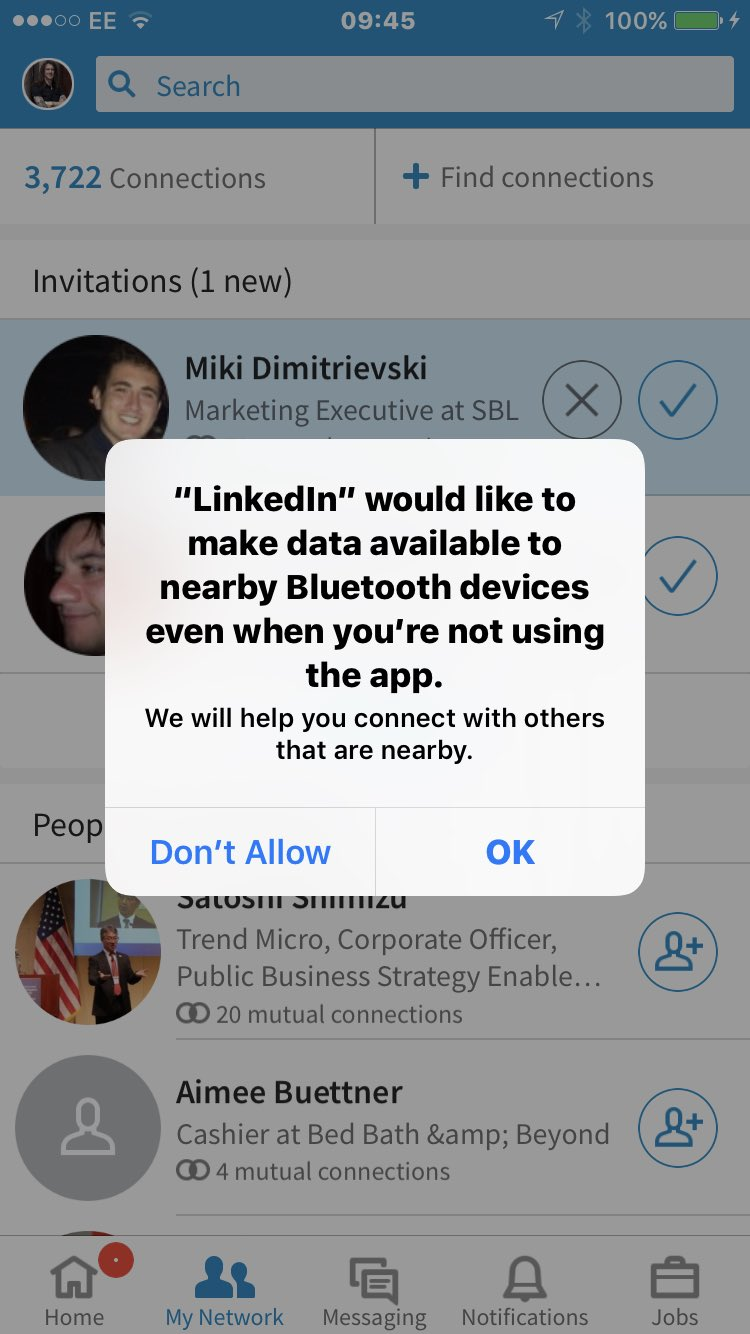 EE 09:45 100%
Search
3,722 Connections
Find connections
Invitations (1 new)
Miki Dimitrievski
Marketing Executive at SBL
“LinkedIn” would like to
make data available to
nearby Bluetooth devices
even when you’re not using
the app.
We will help you connect with others
that are nearby.
Don’t Allow OK
Peop
Satoshi Shimizu
Trend Micro, Corporate Officer,
Public Business Strategy Enable…
20 mutual connections
Aimee Buettner
Cashier at Bed Bath &amp; Beyond
4 mutual connections
Home My Network Messaging Notifications Jobs